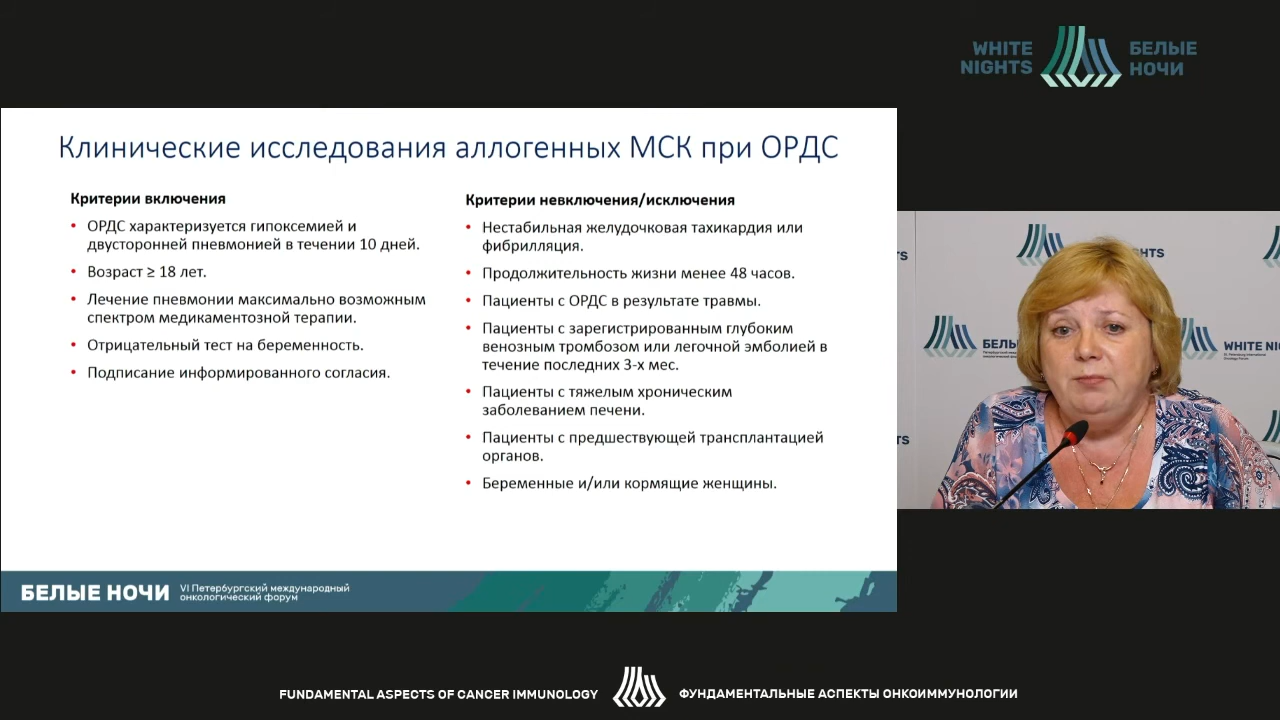 WHITE
NIGHTS
БЕЛЫЕ
НОЧИ
Клинические исследования аллогенных МСК при ОРДС
Критерии включения
• ОРДС характеризуется гипоксемией и
двусторонней пневмонией в течении 10 дней.
• Возраст ≥ 18 лет.
• Лечение пневмонии максимально возможным
спектром медикаментозной терапии.
• Отрицательный тест на беременность.
• Подписание информированного согласия.
Критерии невключения/исключения
• Нестабильная желудочковая тахикардия или
фибрилляция.
• Продолжительность жизни менее 48 часов.
• Пациенты с ОРДС в результате травмы.
• Пациенты с зарегистрированным глубоким
венозным тромбозом или легочной эмболией в
течение последних 3-х мес.
• Пациенты с тяжелым хроническим
заболеванием печени.
• Пациенты с предшествующей трансплантацией
органов.
• Беременные и/или кормящие женщины.
БЕЛЫЕ НОЧИ
VI Петербургский международный
онкологический форум
GHTS
БЕЛЫ
WHITE NI
FUNDAMENTAL ASPECTS OF CANCER IMMUNOLOGY
ФУНДАМЕНТАЛЬНЫЕ АСПЕКТЫ ОНКОИММУНОЛОГИИ